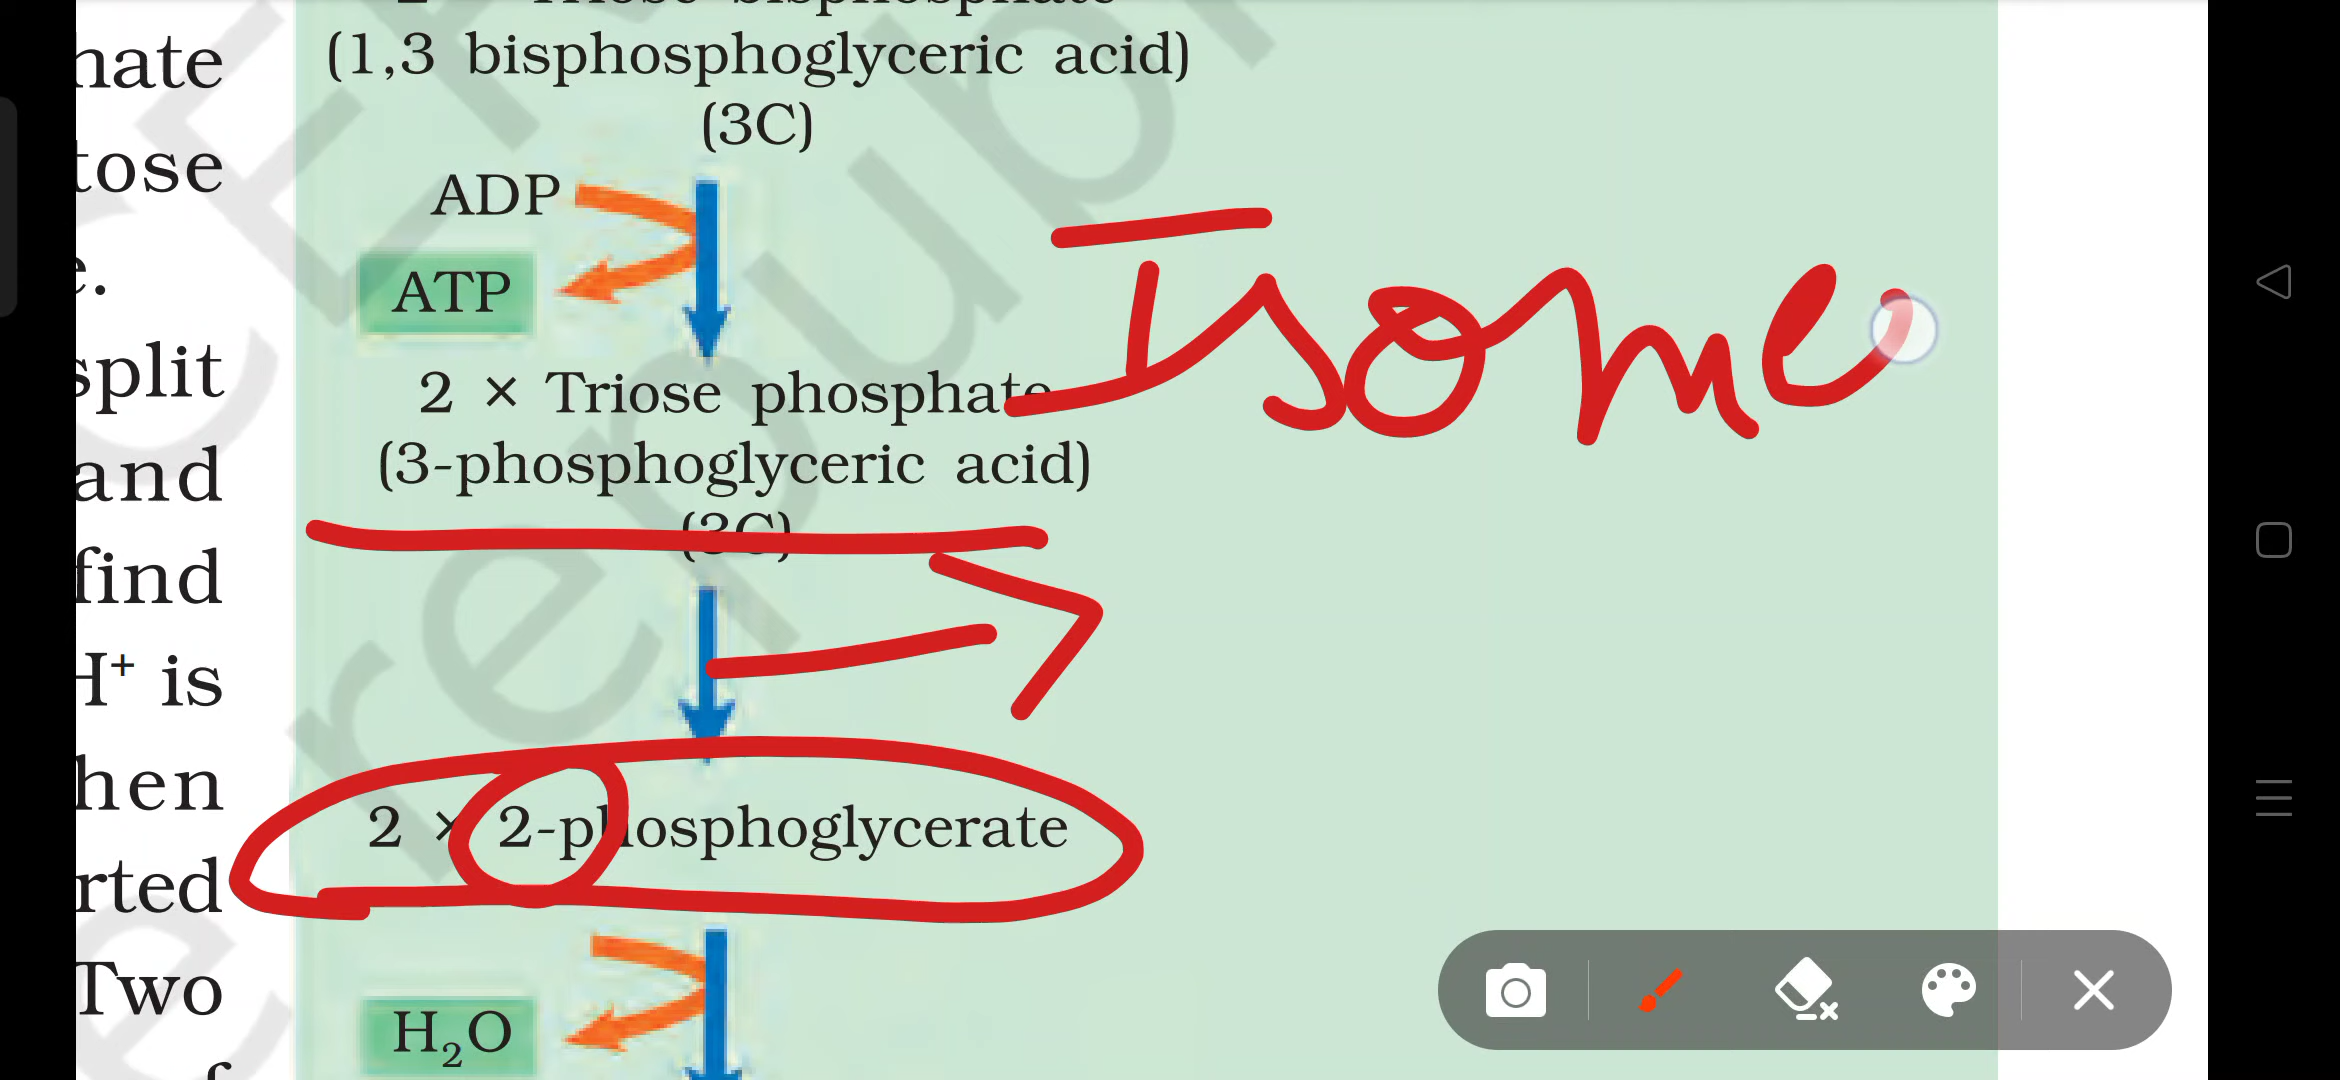 (1,3 bisphosphoglyceric acid)
(3C)
ADP
ATP
2 × Triose phosphate
(3-phosphoglyceric acid)
(3C)
2 × 2-phosphoglycerate
H₂O
Isome
hate
tose
e.
split
and
find
H⁺ is
hen
rted
Two
of